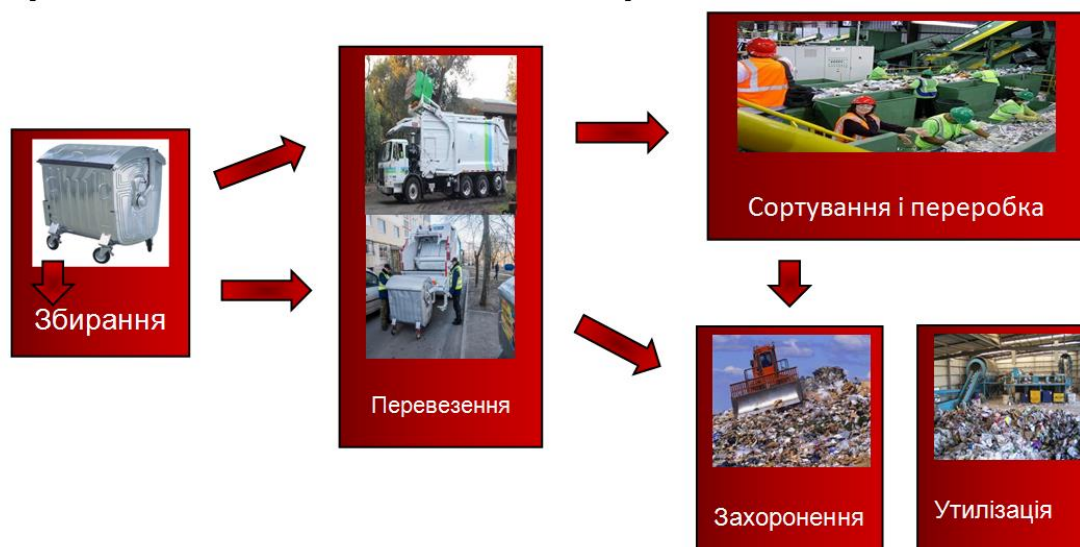 Збирання
Перевезення
Сортування і переробка
Захоронення
Утилізація